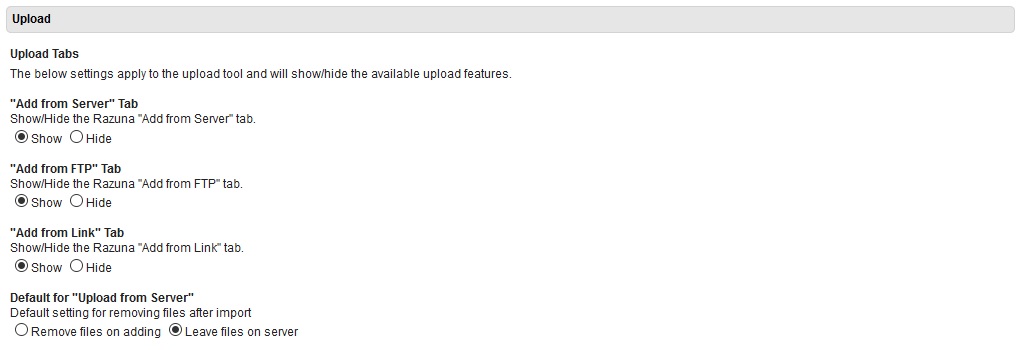 Upload
Upload Tabs
The below settings apply to the upload tool and will show/hide the available upload features.
"Add from Server" Tab
Show/Hide the Razuna "Add from Server" tab.
Show Hide
"Add from FTP" Tab
Show/Hide the Razuna "Add from FTP" tab.
Show Hide
"Add from Link" Tab
Show/Hide the Razuna "Add from Link" tab.
Show Hide
Default for "Upload from Server"
Default setting for removing files after import
Remove files on adding Leave files on server